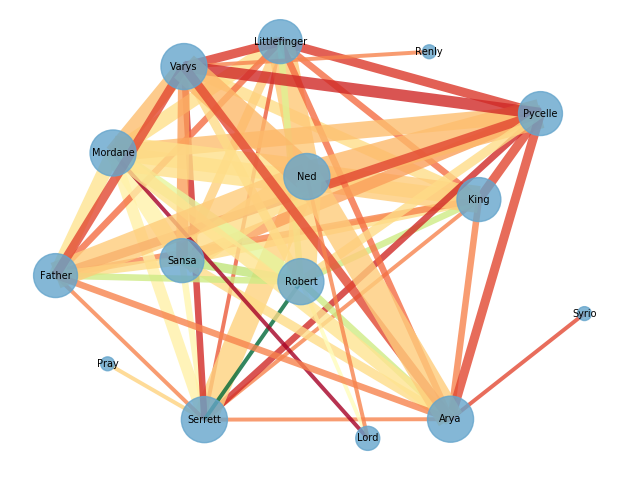 Littlefinger
Renly
Varys
Pycelle
Mordane
Ned
King
Sansa
Father
Robert
Syrio
Pray
Serrett
Arya
Lord